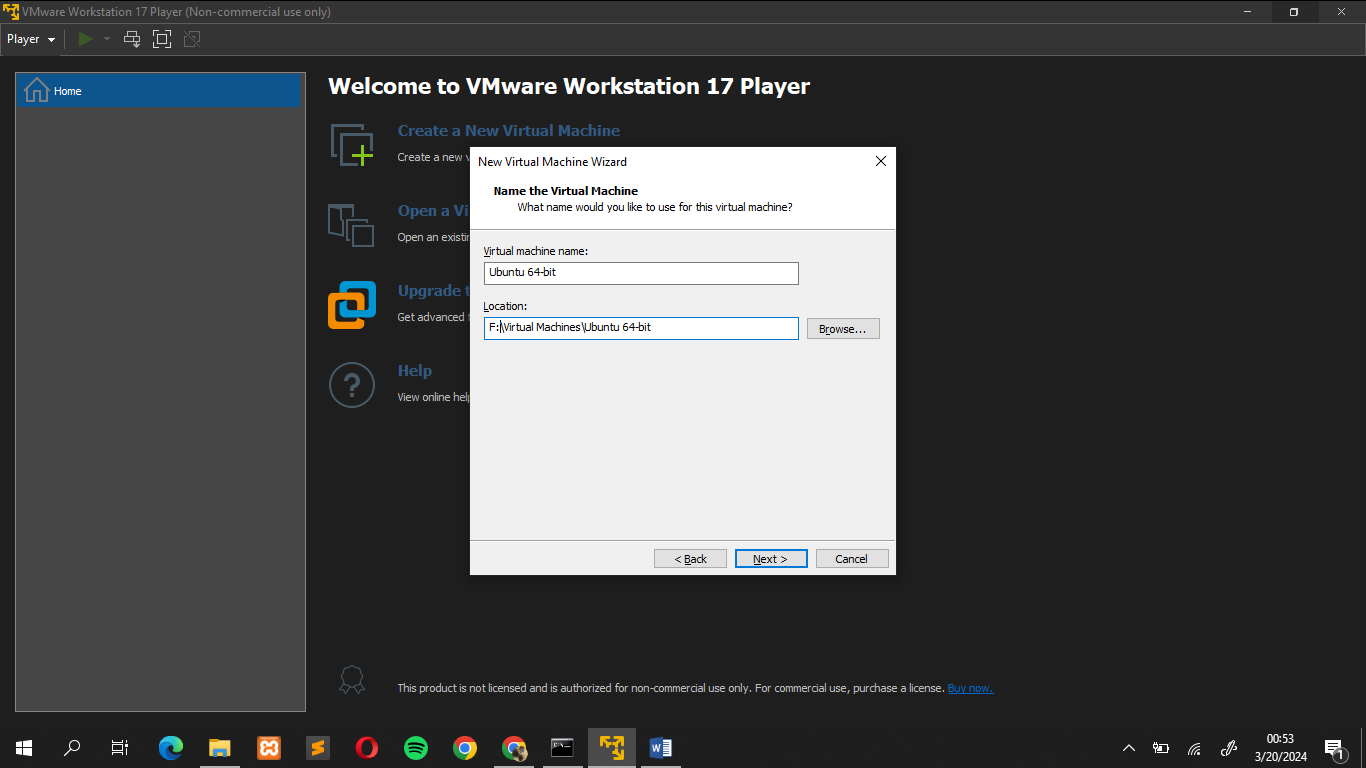 VMware Workstation 17 Player (Non-commercial use only)
Player
Home
Welcome to VMware Workstation 17 Player
Create a New Virtual Machine
Create a new
Open a Vi
Open an existin
Upgrade
Get advanced
Help
View online help
New Virtual Machine Wizard
Name the Virtual Machine
What name would you like to use for this virtual machine?
Virtual machine name:
Ubuntu 64-bit
Location:
F:\Virtual Machines\Ubuntu 64-bit
Browse...
< Back
Next >
Cancel
This product is not licensed and is authorized for non-commercial use only. For commercial use, purchase a license. Buy now.
00:53
3/20/2024
1